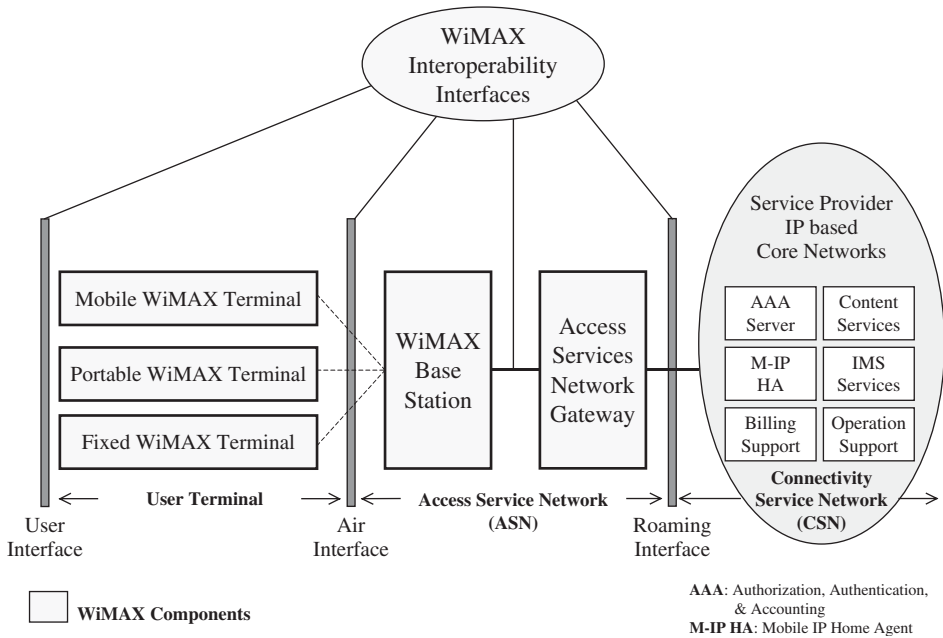 WiMAX
Interoperability
Interfaces
Service Provider
IP based
Core Networks
Mobile WiMAX Terminal
Portable WiMAX Terminal
Fixed WiMAX Terminal
WiMAX
Base
Station
Access
Services
Network
Gateway
AAA
Server
Content
Services
M-IP
HA
IMS
Services
Billing
Support
Operation
Support
User Terminal
Access Service Network
(ASN)
Connectivity
Service Network
(CSN)
User
Interface
Air
Interface
Roaming
Interface
WiMAX Components
AAA: Authorization, Authentication,
& Accounting
M-IP HA: Mobile IP Home Agent